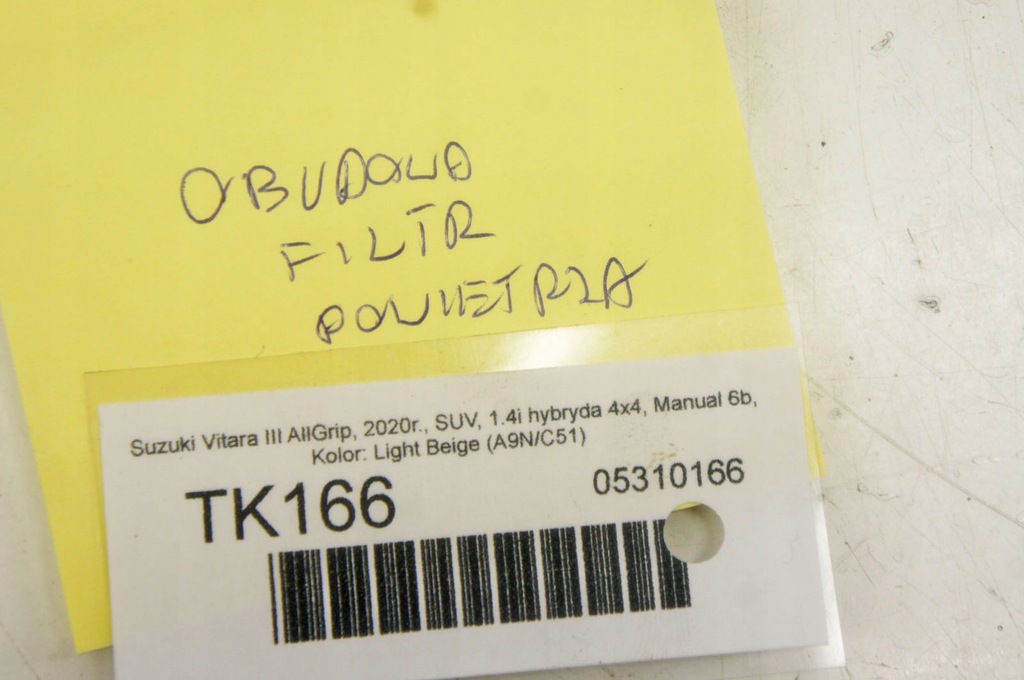 OBUDOWA
FILTR
POWIETRZA
Suzuki Vitara III AllGrip, 2020r., SUV, 1.4i hybryda 4x4, Manual 6b,
Kolor: Light Beige (A9N/C51)
TK166
05310166